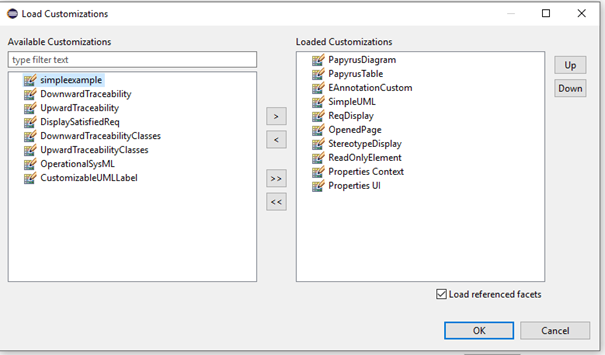 Load Customizations
Available Customizations
type filter text
simpleexample
DownwardTraceability
UpwardTraceability
DisplaySatisfiedReq
DownwardTraceabilityClasses
UpwardTraceabilityClasses
OperationalSysML
CustomizableUMLLabel
>
<
>>
<<
Loaded Customizations
PapyrusDiagram
PapyrusTable
EAnnotationCustom
SimpleUML
ReqDisplay
OpenedPage
StereotypeDisplay
ReadOnlyElement
Properties Context
Properties UI
Up
Down
Load referenced facets
OK
Cancel